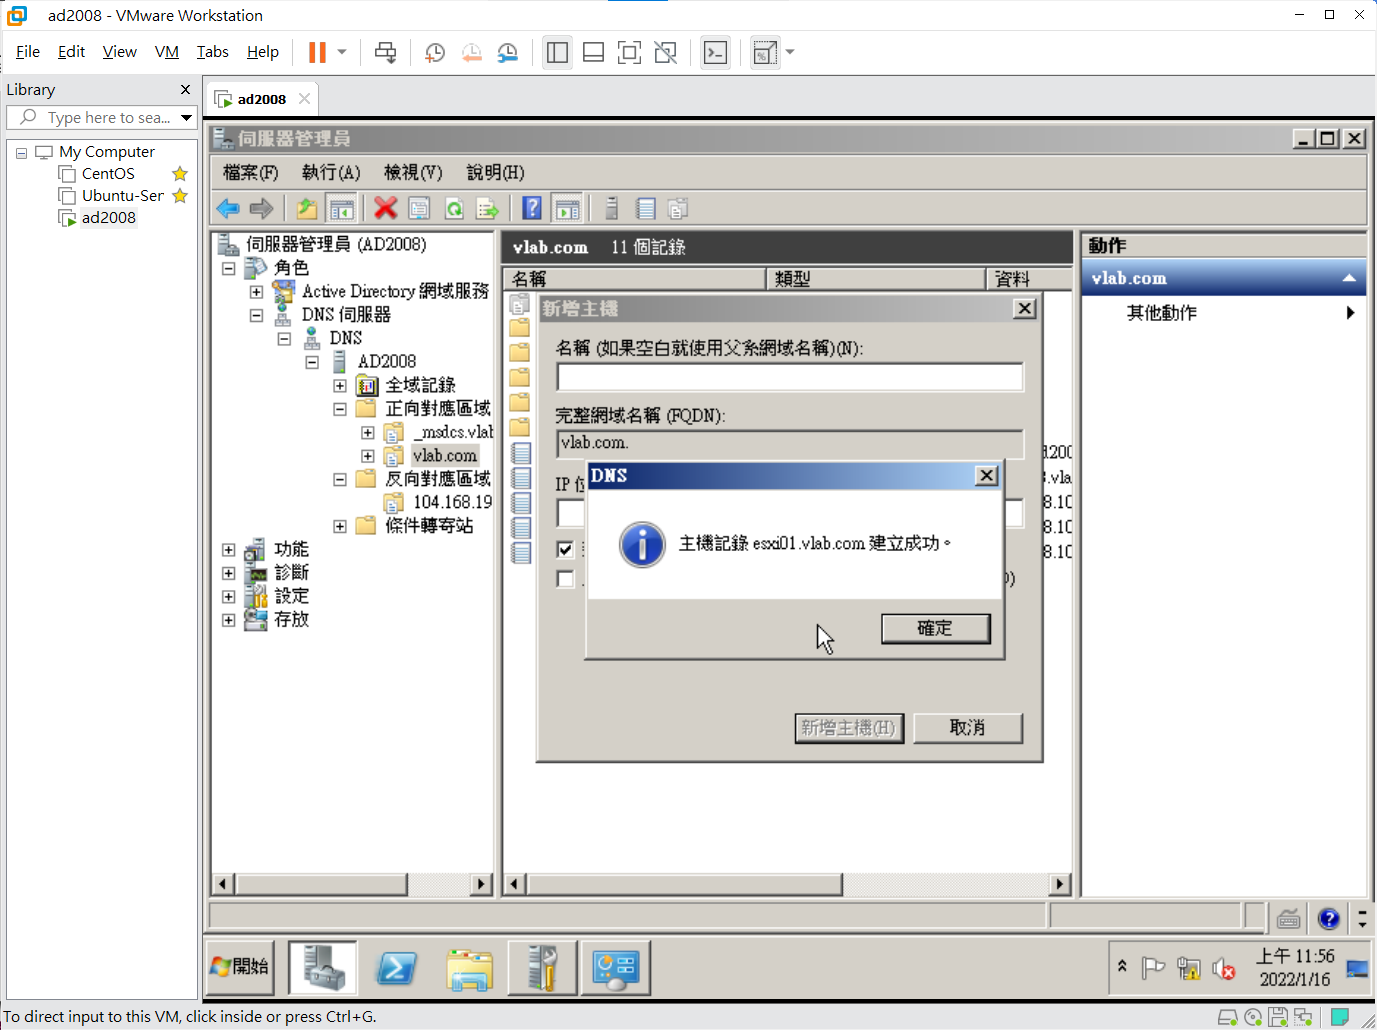 ad2008 - VMware Workstation
File Edit View VM Tabs Help
Library
Type here to sea...
My Computer
CentOS
Ubuntu-Ser
ad2008
ad2008
伺服器管理員
檔案(F) 執行(A) 檢視(V) 說明(H)
伺服器管理員 (AD2008)
角色
Active Directory 網域服務
DNS 伺服器
DNS
AD2008
全域記錄
正向對應區域
_msdcs.vlab
vlab.com
反向對應區域
104.168.19
條件轉寄站
功能
診斷
設定
存放
vlab.com 11 個記錄
名稱 類型 資料
新增主機
名稱 (如果空白就使用父系網域名稱)(N):
完整網域名稱 (FQDN):
vlab.com.
IP
DNS
主機記錄 esxi01.vlab.com 建立成功。
確定
新增主機(H) 取消
.vla
8.10
8.10
8.10
動作
vlab.com
其他動作
開始
上午 11:56
2022/1/16
To direct input to this VM, click inside or press Ctrl+G.